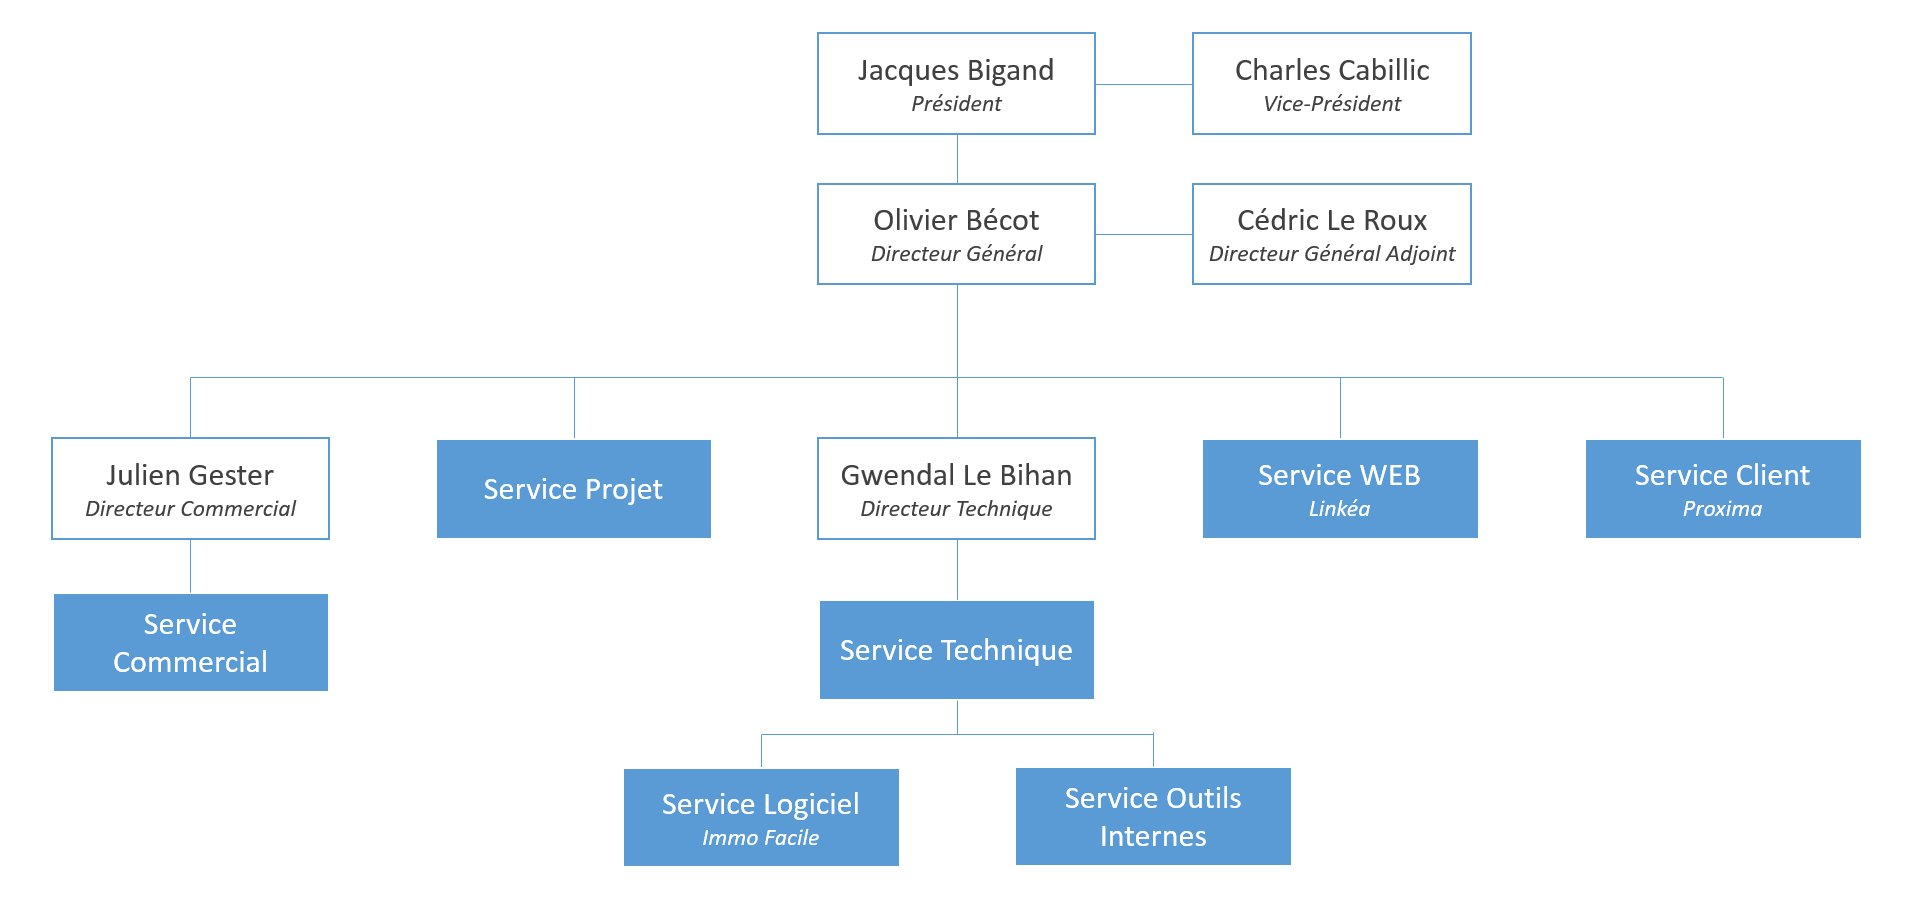 Jacques Bigand
Président
Charles Cabillic
Vice-Président
Olivier Bécot
Directeur Général
Cédric Le Roux
Directeur Général Adjoint
Julien Gester
Directeur Commercial
Service Projet
Gwendal Le Bihan
Directeur Technique
Service WEB
Linkéa
Service Client
Proxima
Service
Commercial
Service Technique
Service Logiciel
Immo Facile
Service Outils
Internes